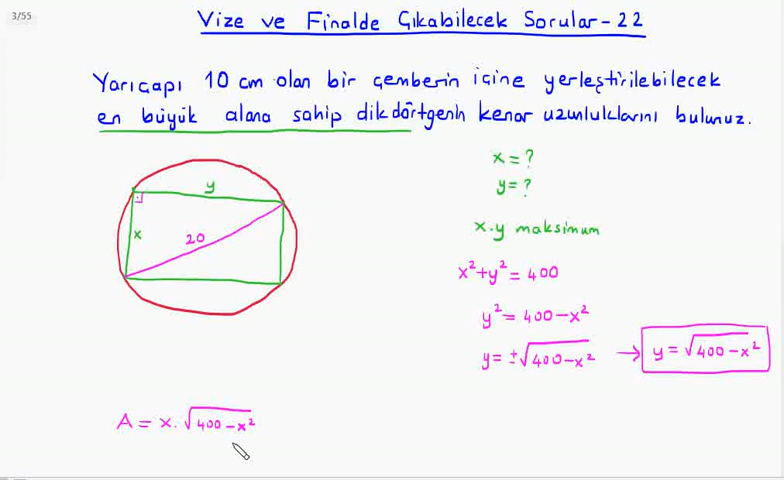 3/55
Vize ve Finalde Çıkabilecek Sorular-22
Yarıçapı 10 cm olan bir çemberin içine yerleştirilebilecek
en büyük alana sahip dikdörtgenin kenar uzunluklarını bulunuz.
x = ?
y = ?
y
x
20
x.y maksimum
x² + y² = 400
y² = 400 - x²
y = ±√(400 - x²) → y = √(400 - x²)
A = x.√(400 - x²)